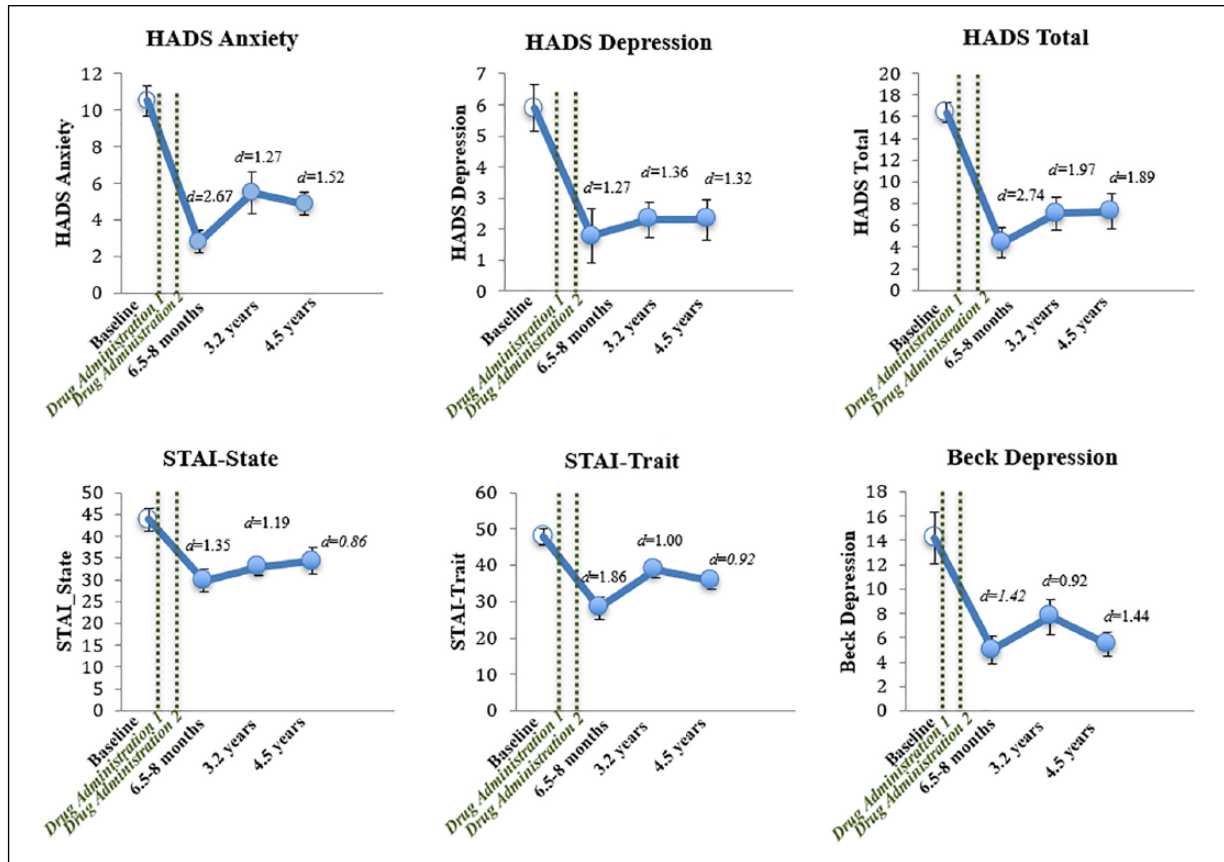 HADS Anxiety
HADS Anxiety
12
10
8
6
4
2
0
d=2.67
d=1.27
d=1.52
Baseline
Drug Administration 1
Drug Administration 2
6.5-8 months
3.2 years
4.5 years
HADS Depression
HADS Depression
7
6
5
4
3
2
1
0
d=1.27
d=1.36
d=1.32
Baseline
Drug Administration 1
Drug Administration 2
6.5-8 months
3.2 years
4.5 years
HADS Total
HADS Total
20
18
16
14
12
10
8
6
4
2
0
d=2.74
d=1.97
d=1.89
Baseline
Drug Administration 1
Drug Administration 2
6.5-8 months
3.2 years
4.5 years
STAI-State
STAI_State
50
45
40
35
30
25
20
15
10
5
0
d=1.35
d=1.19
d=0.86
Baseline
Drug Administration 1
Drug Administration 2
6.5-8 months
3.2 years
4.5 years
STAI-Trait
STAI-Trait
60
50
40
30
20
10
0
d=1.86
d=1.00
d=0.92
Baseline
Drug Administration 1
Drug Administration 2
6.5-8 months
3.2 years
4.5 years
Beck Depression
Beck Depression
18
16
14
12
10
8
6
4
2
0
d=1.42
d=0.92
d=1.44
Baseline
Drug Administration 1
Drug Administration 2
6.5-8 months
3.2 years
4.5 years